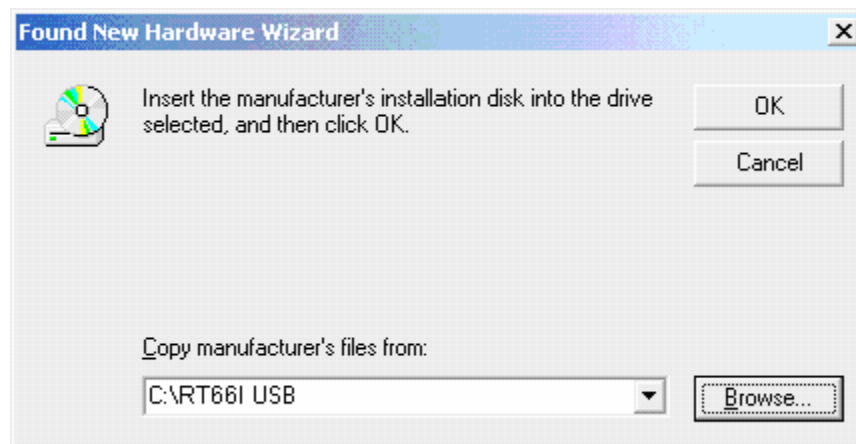 Found New Hardware Wizard
Insert the manufacturer's installation disk into the drive
selected, and then click OK.
OK
Cancel
Copy manufacturer's files from:
C:\RT66I USB
Browse...